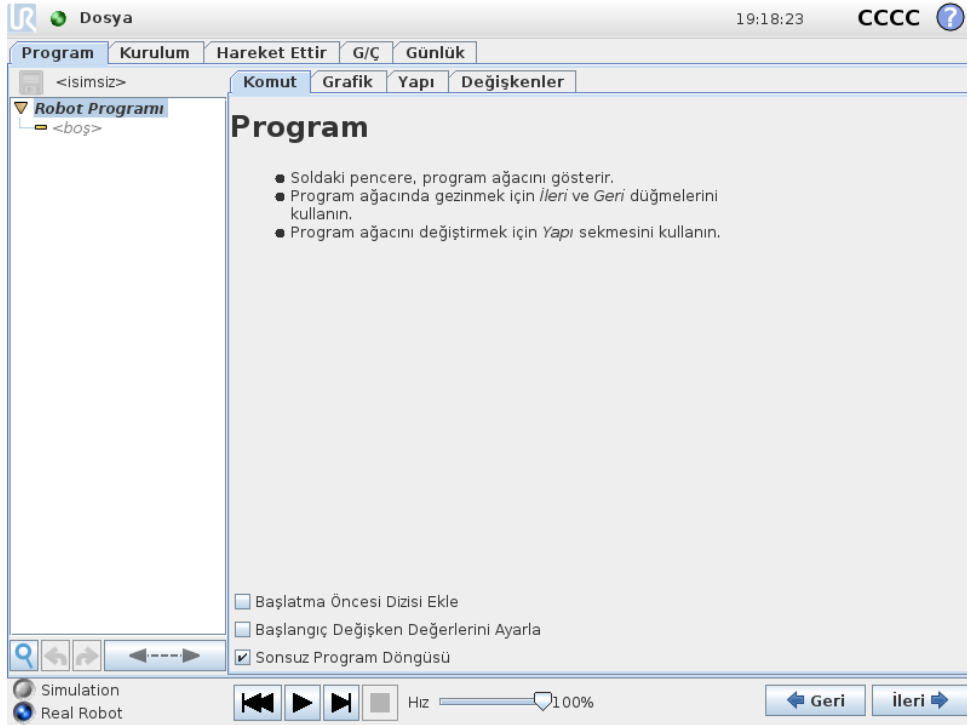 UR Dosya 19:18:23 CCCC ?
Program Kurulum Hareket Ettir G/Ç Günlük
<isimsiz> Komut Grafik Yapı Değişkenler
Robot Programı
<boş>
Program
Soldaki pencere, program ağacını gösterir.
Program ağacında gezinmek için İleri ve Geri düğmelerini
kullanın.
Program ağacını değiştirmek için Yapı sekmesini kullanın.
Başlatma Öncesi Dizisi Ekle
Başlangıç Değişken Değerlerini Ayarla
Sonsuz Program Döngüsü
Simulation
Real Robot
Hız 100% Geri İleri